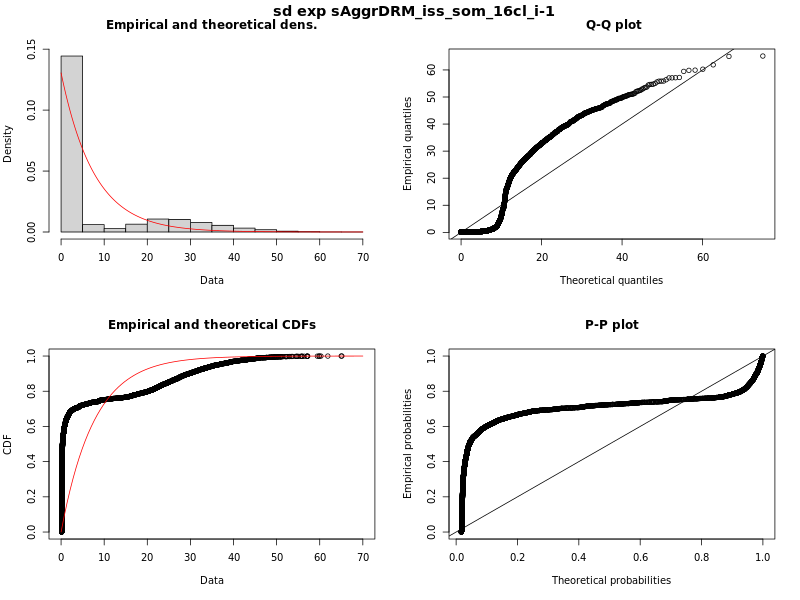 sd exp sAggrDRM_iss_som_16cl_i-1
Empirical and theoretical dens.
Density
0.00 0.05 0.10 0.15
0 10 20 30 40 50 60 70
Data
Q-Q plot
Empirical quantiles
0 10 20 30 40 50 60
0 20 40 60
Theoretical quantiles
Empirical and theoretical CDFs
CDF
0.0 0.2 0.4 0.6 0.8 1.0
0 10 20 30 40 50 60 70
Data
P-P plot
Empirical probabilities
0.0 0.2 0.4 0.6 0.8 1.0
0.0 0.2 0.4 0.6 0.8 1.0
Theoretical probabilities